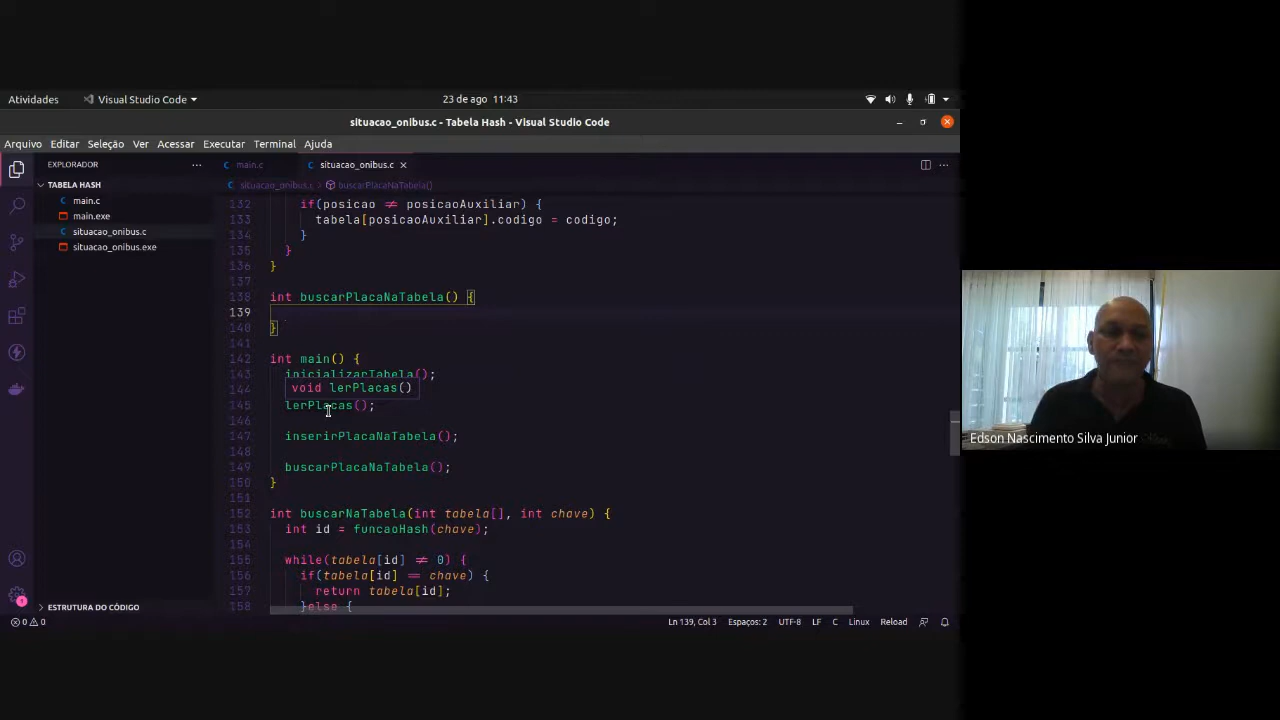 Atividades
Visual Studio Code
23 de ago 11:43
situacao_onibus.c - Tabela Hash - Visual Studio Code
Arquivo Editar Seleção Ver Acessar Executar Terminal Ajuda
EXPLORADOR
TABELA HASH
main.c
main.exe
situacao_onibus.c
situacao_onibus.exe
ESTRUTURA DO CÓDIGO
main.c
situacao_onibus.c
situacao_onibus.c > buscarPlacaNaTabela()
132 if(posicao ≠ posicaoAuxiliar) {
133 tabela[posicaoAuxiliar].codigo = codigo;
134 }
135 }
136 }
137
138 int buscarPlacaNaTabela() {
139
140 }
141
142 int main() {
143 inicializarTabela();
144 void lerPlacas()
145 lerPlacas();
146
147 inserirPlacaNaTabela();
148
149 buscarPlacaNaTabela();
150 }
151
152 int buscarNaTabela(int tabela[], int chave) {
153 int id = funcaoHash(chave);
154
155 while(tabela[id] ≠ 0) {
156 if(tabela[id] == chave) {
157 return tabela[id];
158 }else {
0 0
Ln 139, Col 3 Espaços: 2 UTF-8 LF C Linux Reload
Edson Nascimento Silva Junior